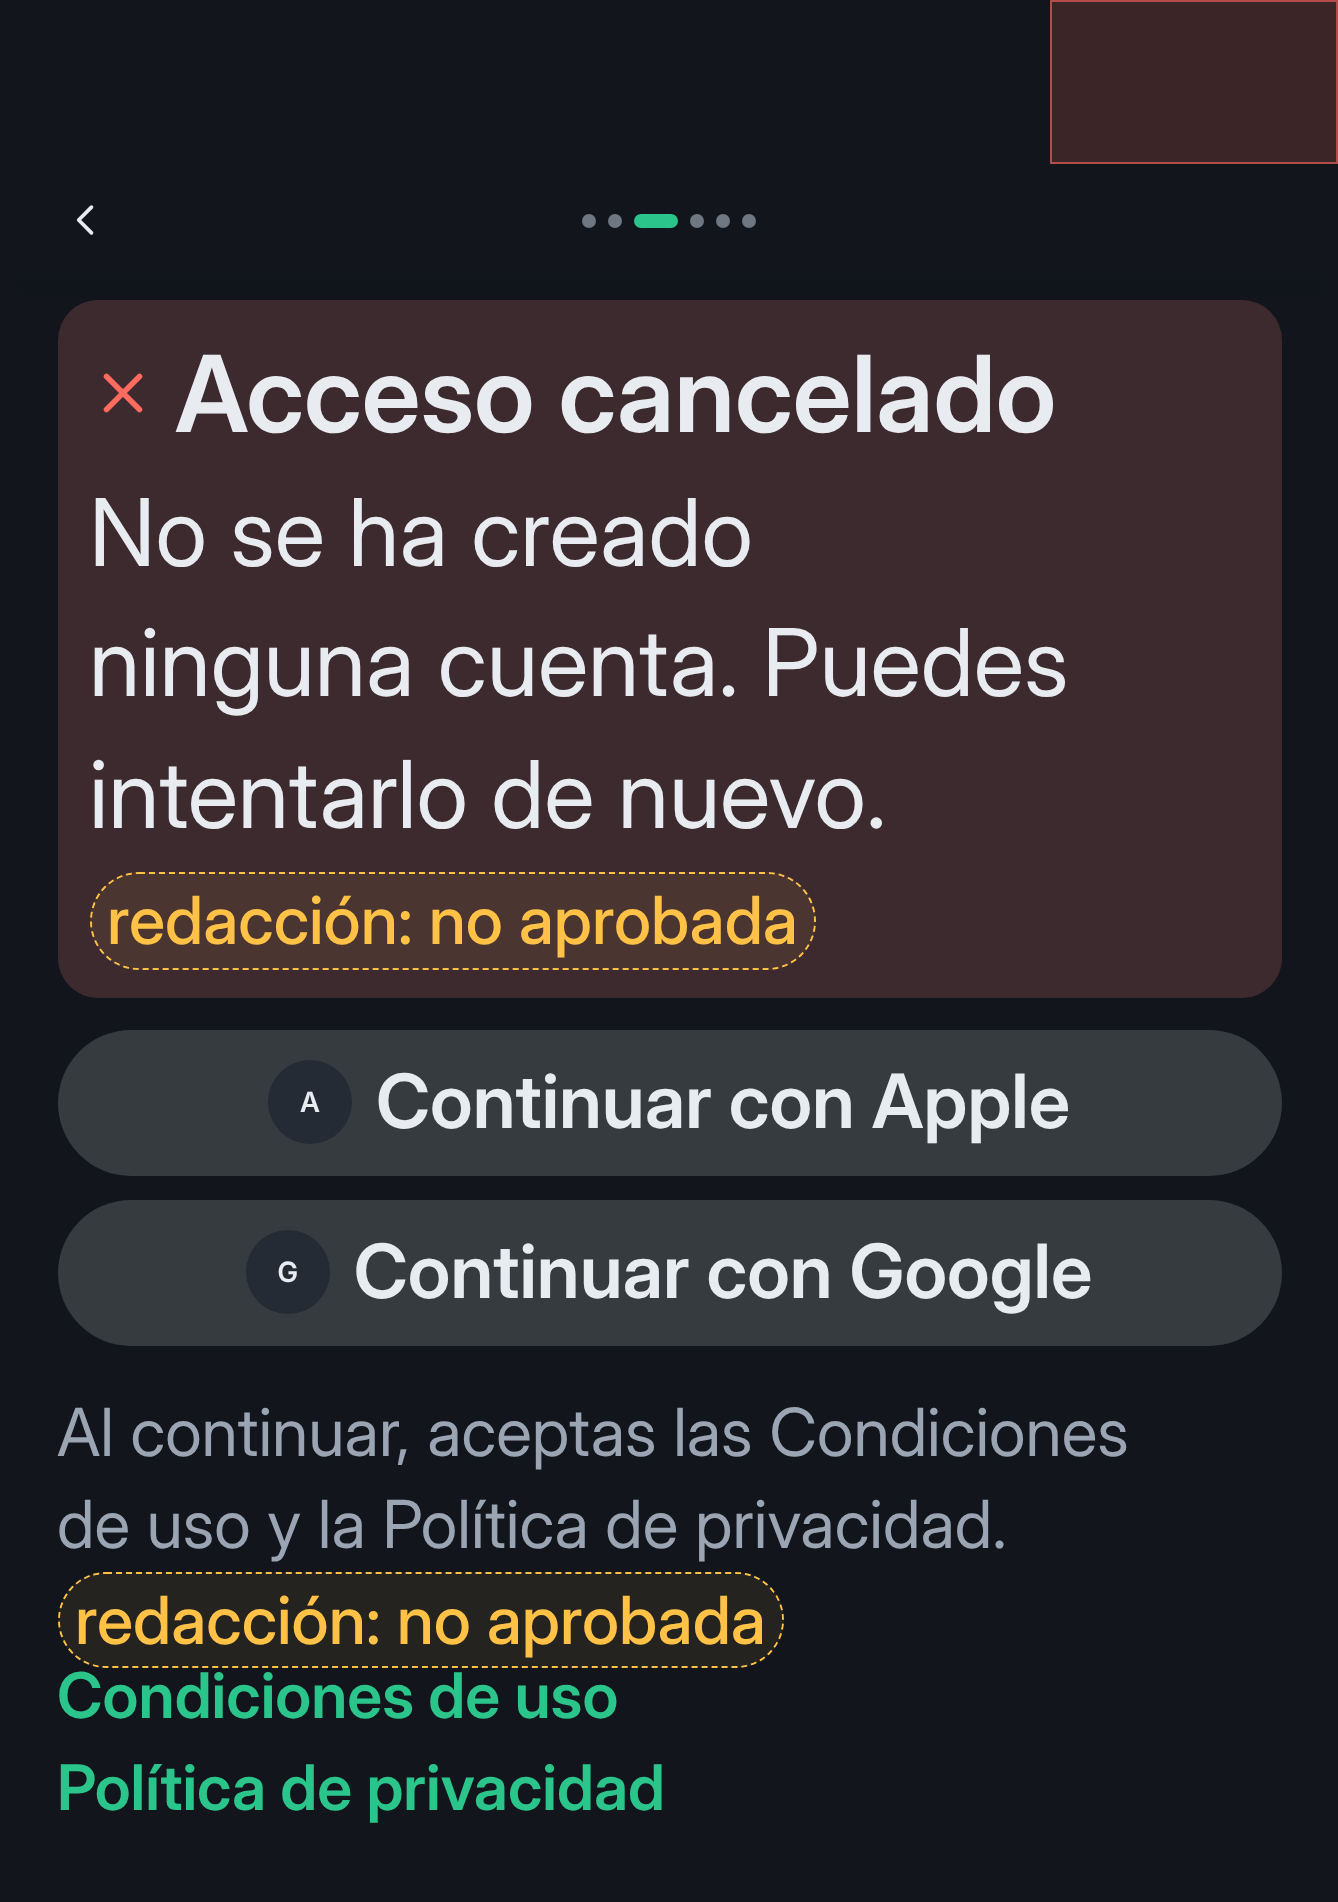 Acceso cancelado
No se ha creado
ninguna cuenta. Puedes
intentarlo de nuevo.
redacción: no aprobada
A Continuar con Apple
G Continuar con Google
Al continuar, aceptas las Condiciones
de uso y la Política de privacidad.
redacción: no aprobada
Condiciones de uso
Política de privacidad